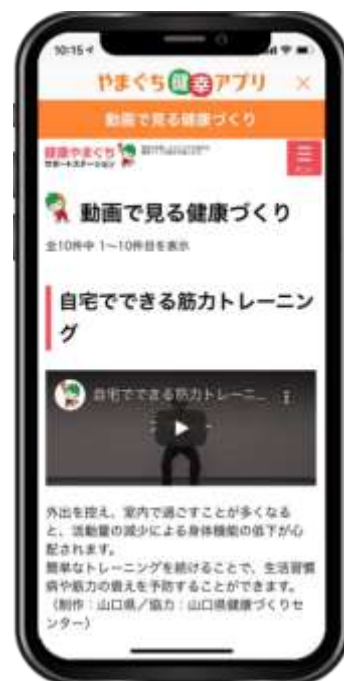 10:15
やまぐち健幸アプリ ×
動画で見る健康づくり
健康やまぐち
サポートステーション
動画で見る健康づくり
全10件中 1～10件目を表示
自宅でできる筋力トレーニン
グ
自宅でできる筋力トレーニ...
外出を控え、室内で過ごすことが多くなる
と、活動量の減少による身体機能の低下が心
配されます。
簡単なトレーニングを続けることで、生活習慣
病や筋力の衰えを予防することができます。
（制作：山口県／協力：山口県健康づくりセ
ンター）